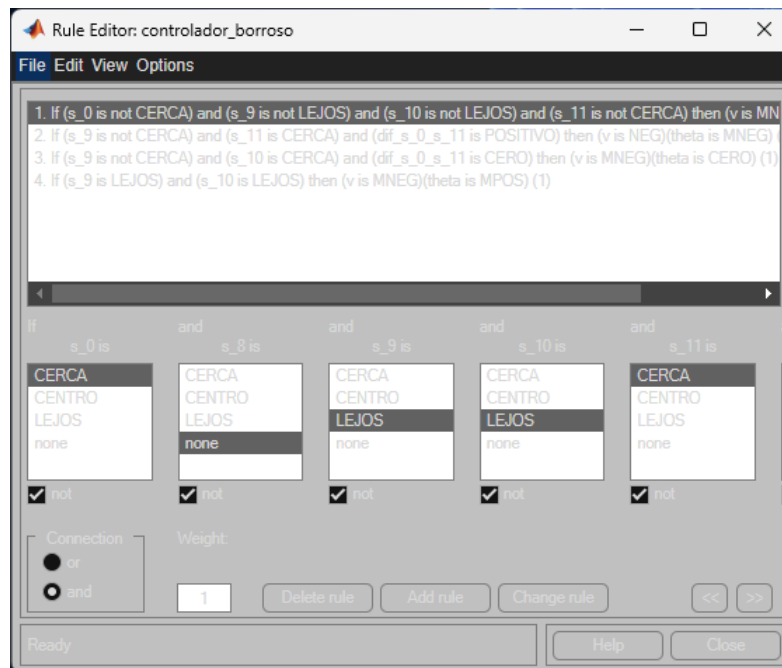 Rule Editor: controlador_borroso
File Edit View Options
1. If (s_0 is not CERCA) and (s_9 is not LEJOS) and (s_10 is not LEJOS) and (s_11 is not CERCA) then (v is MN
2. If (s_9 is not CERCA) and (s_11 is CERCA) and (dif_s_0_s_11 is POSITIVO) then (v is NEG)(theta is MNEG) (
3. If (s_9 is not CERCA) and (s_10 is CERCA) and (dif_s_0_s_11 is CERO) then (v is MNEG)(theta is CERO) (1)
4. If (s_9 is LEJOS) and (s_10 is LEJOS) then (v is MNEG)(theta is MPOS) (1)
If and and and and
s_0 is s_8 is s_9 is s_10 is s_11 is
CERCA CERCA CERCA CERCA CERCA
CENTRO CENTRO CENTRO CENTRO CENTRO
LEJOS LEJOS LEJOS LEJOS LEJOS
none none none none none
not not not not not
Connection Weight:
or
and 1 Delete rule Add rule Change rule << >>
Ready Help Close